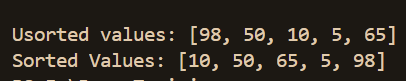 Usorted values: [98, 50, 10, 5, 65]
Sorted Values: [10, 50, 65, 5, 98]